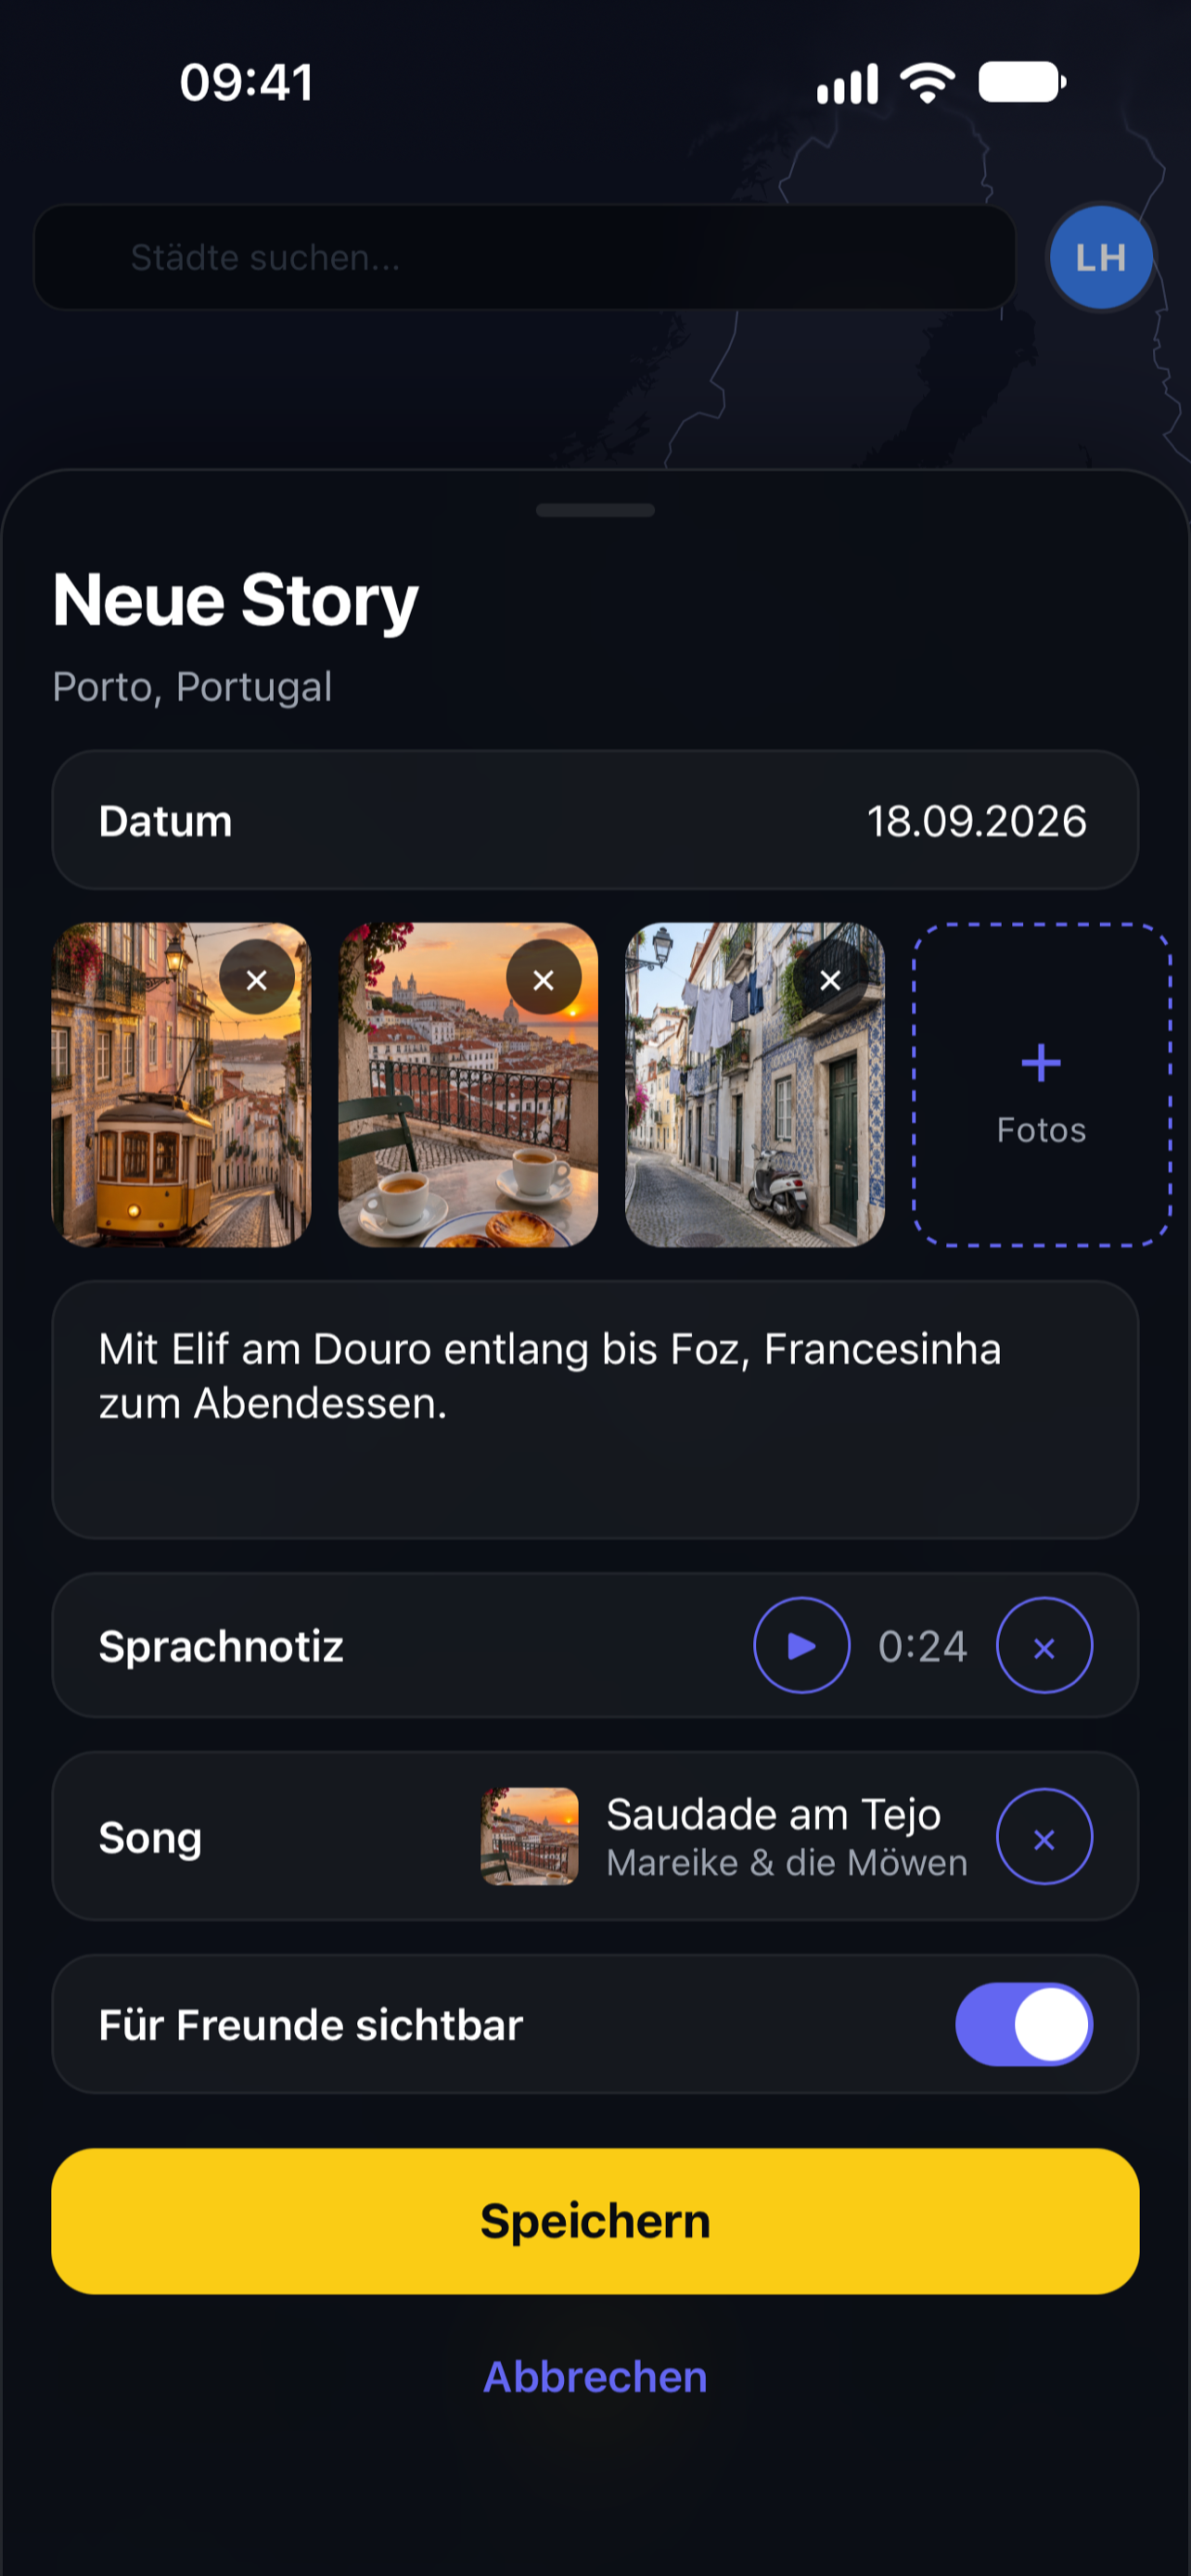 09:41
Städte suchen...
LH
Neue Story
Porto, Portugal
Datum
18.09.2026
Fotos
Mit Elif am Douro entlang bis Foz, Francesinha
zum Abendessen.
Sprachnotiz
0:24
Song
Saudade am Tejo
Mareike & die Möwen
Für Freunde sichtbar
Speichern
Abbrechen